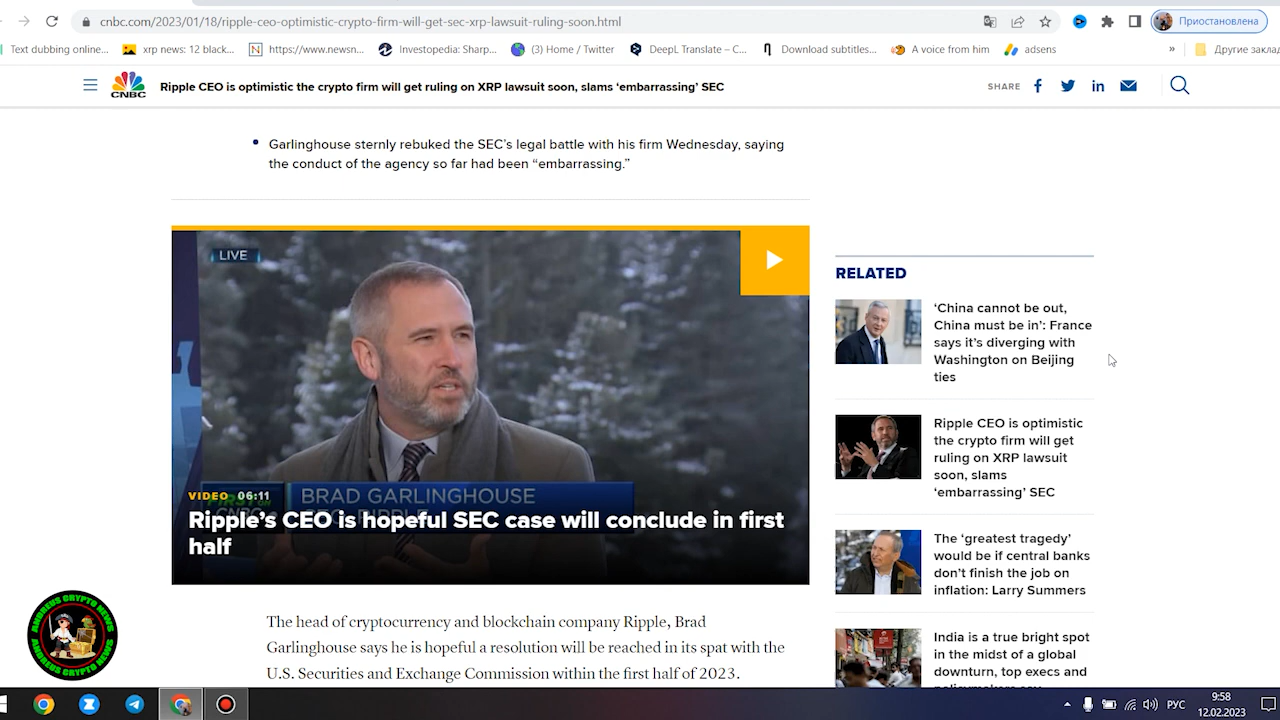 cnbc.com/2023/01/18/ripple-ceo-optimistic-crypto-firm-will-get-sec-xrp-lawsuit-ruling-soon.html
Приостановлена
Text dubbing online...
xrp news: 12 black...
https://www.newsn...
Investopedia: Sharp...
(3) Home / Twitter
DeepL Translate – C...
Download subtitles...
A voice from him
adsens
»
Другие закла
CNBC
Ripple CEO is optimistic the crypto firm will get ruling on XRP lawsuit soon, slams ‘embarrassing’ SEC
SHARE
• Garlinghouse sternly rebuked the SEC’s legal battle with his firm Wednesday, saying
the conduct of the agency so far had been “embarrassing.”
LIVE
BRAD GARLINGHOUSE
VIDEO 06:11
Ripple’s CEO is hopeful SEC case will conclude in first
half
The head of cryptocurrency and blockchain company Ripple, Brad
Garlinghouse says he is hopeful a resolution will be reached in its spat with the
U.S. Securities and Exchange Commission within the first half of 2023.
RELATED
‘China cannot be out,
China must be in’: France
says it’s diverging with
Washington on Beijing
ties
Ripple CEO is optimistic
the crypto firm will get
ruling on XRP lawsuit
soon, slams
‘embarrassing’ SEC
The ‘greatest tragedy’
would be if central banks
don’t finish the job on
inflation: Larry Summers
India is a true bright spot
in the midst of a global
downturn, top execs and
ANDREUS CRYPTO NEWS
ANDREUS CRYPTO NEWS
РУС
9:58
12.02.2023